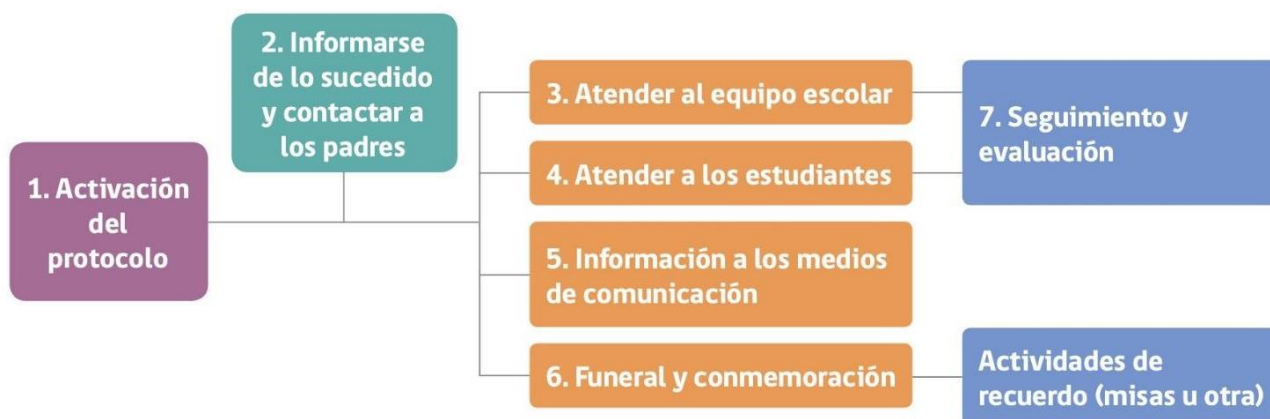 1. Activación
del
protocolo
2. Informarse
de lo sucedido
y contactar a
los padres
3. Atender al equipo escolar
4. Atender a los estudiantes
5. Información a los medios
de comunicación
6. Funeral y conmemoración
7. Seguimiento y
evaluación
Actividades de
recuerdo (misas u otra)